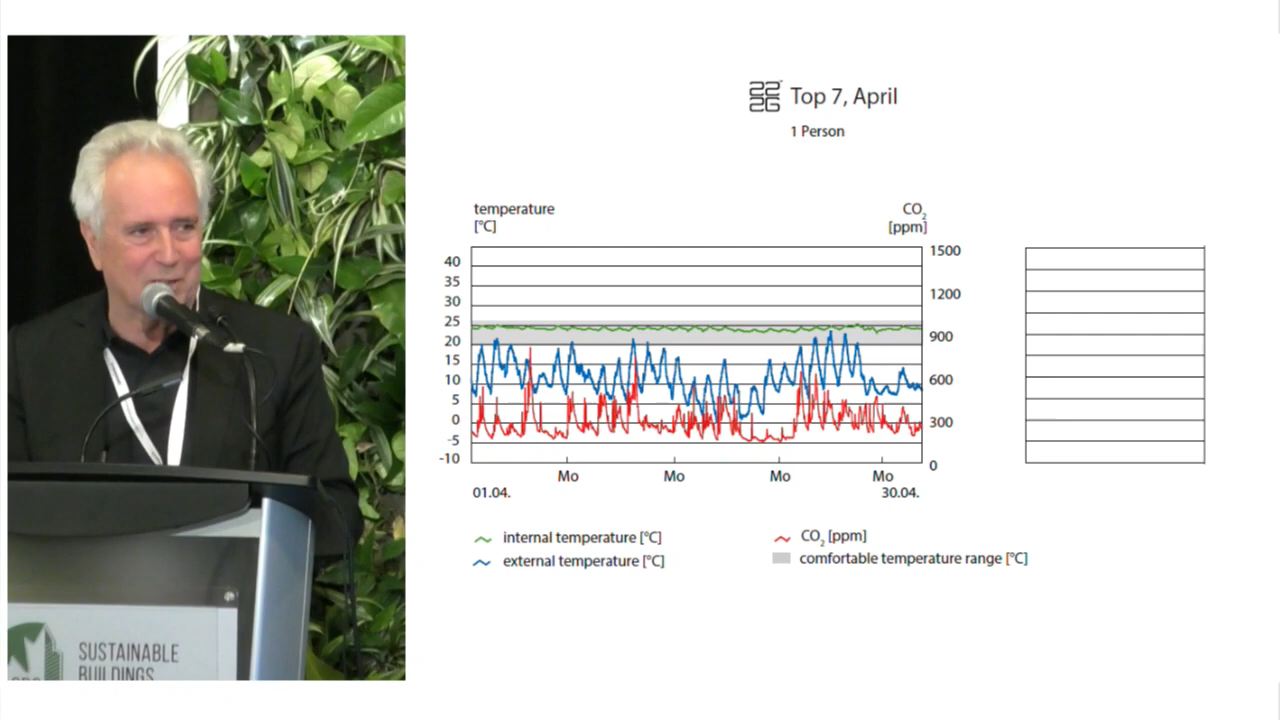 22
26
Top 7, April
1 Person
temperature
[°C]
CO2
[ppm]
40
35
30
25
20
15
10
5
0
-5
-10
1500
1200
900
600
300
0
Mo
Mo
Mo
Mo
01.04.
30.04.
internal temperature [°C]
CO2 [ppm]
external temperature [°C]
comfortable temperature range [°C]
SUSTAINABLE
BUILDINGS